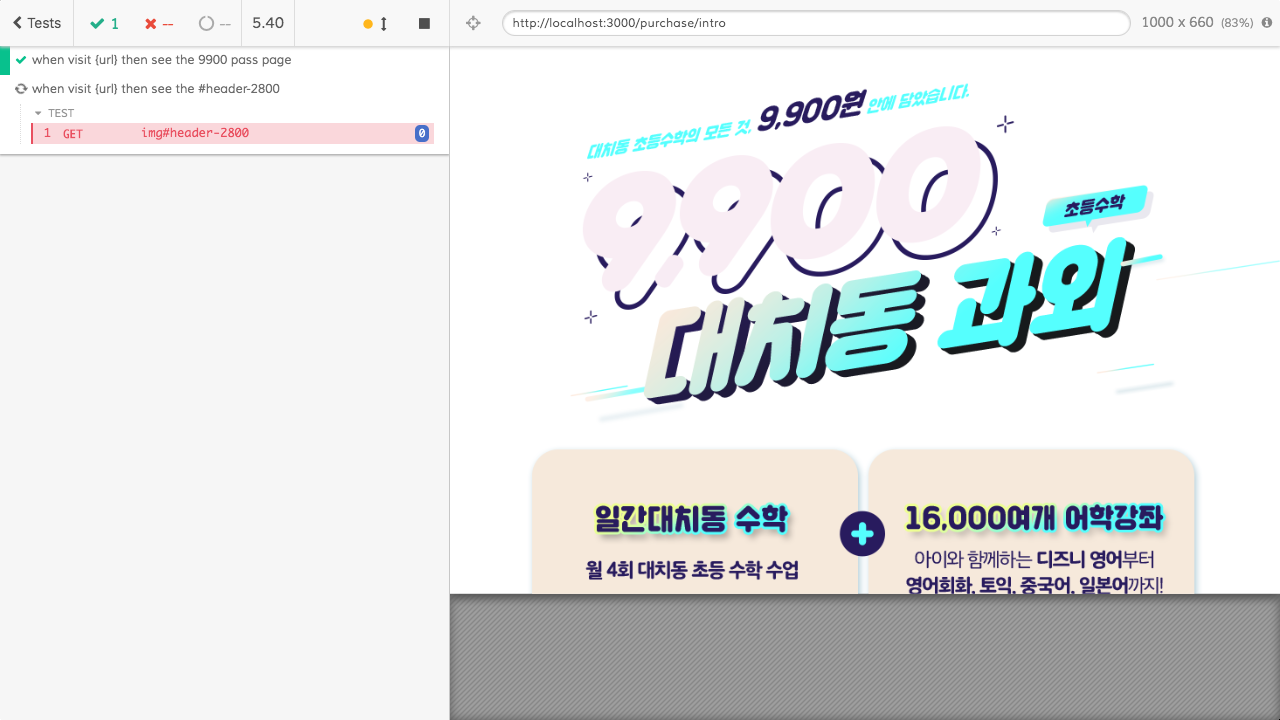 Tests
1
--
--
5.40
http://localhost:3000/purchase/intro
1000 x 660 (83%)
when visit {url} then see the 9900 pass page
when visit {url} then see the #header-2800
TEST
1 GET img#header-2800 0
대치동 초등수학의 모든 것, 9,900원 안에 담았습니다.
9,900
초등수학
대치동 과외
일간대치동 수학
월 4회 대치동 초등 수학 수업
16,000여개 어학강좌
아이와 함께하는 디즈니 영어부터
영어회화, 토익, 중국어, 일본어까지!